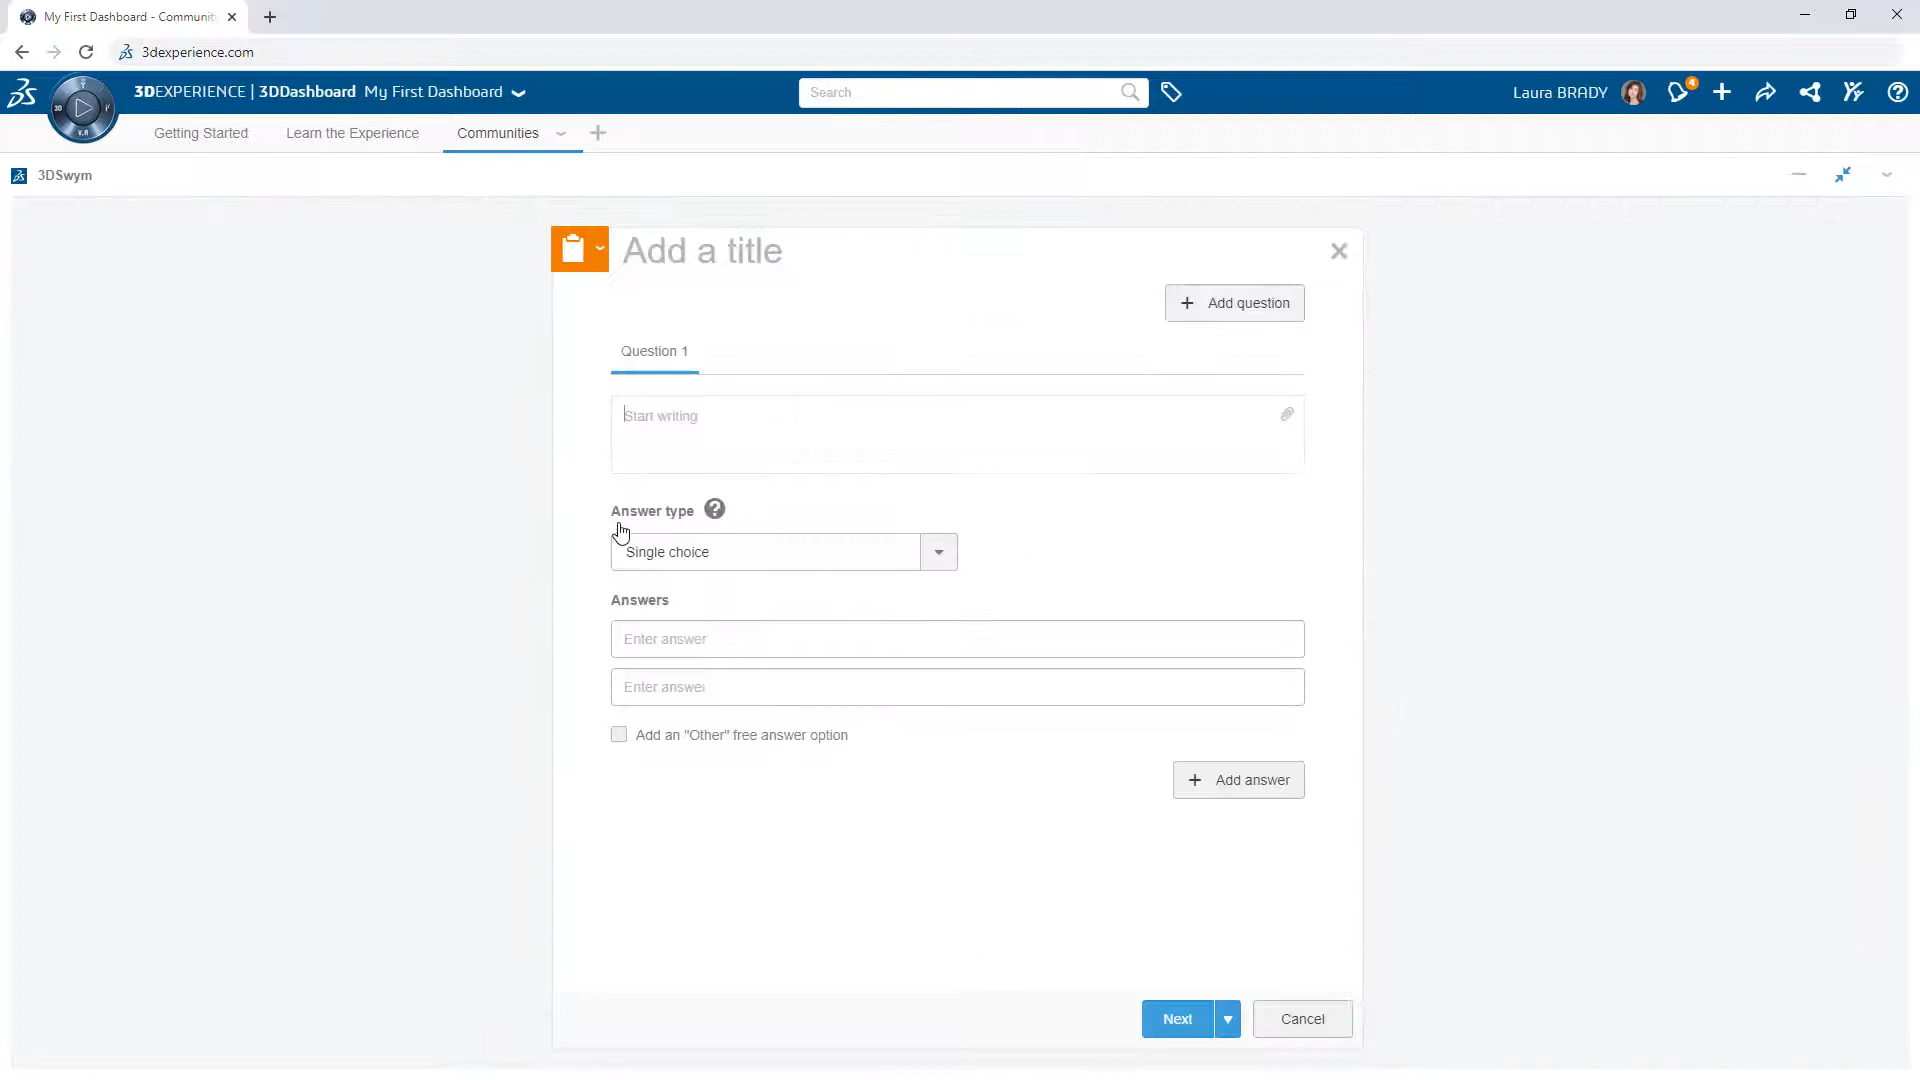 My First Dashboard - Communit
3dexperience.com
3DEXPERIENCE | 3DDashboard My First Dashboard
Search
Laura BRADY
4
3D
V.R
Getting Started
Learn the Experience
Communities
3DSwym
Add a title
Add question
Question 1
Start writing
Answer type
Single choice
Answers
Enter answer
Enter answer
Add an "Other" free answer option
Add answer
Next
Cancel